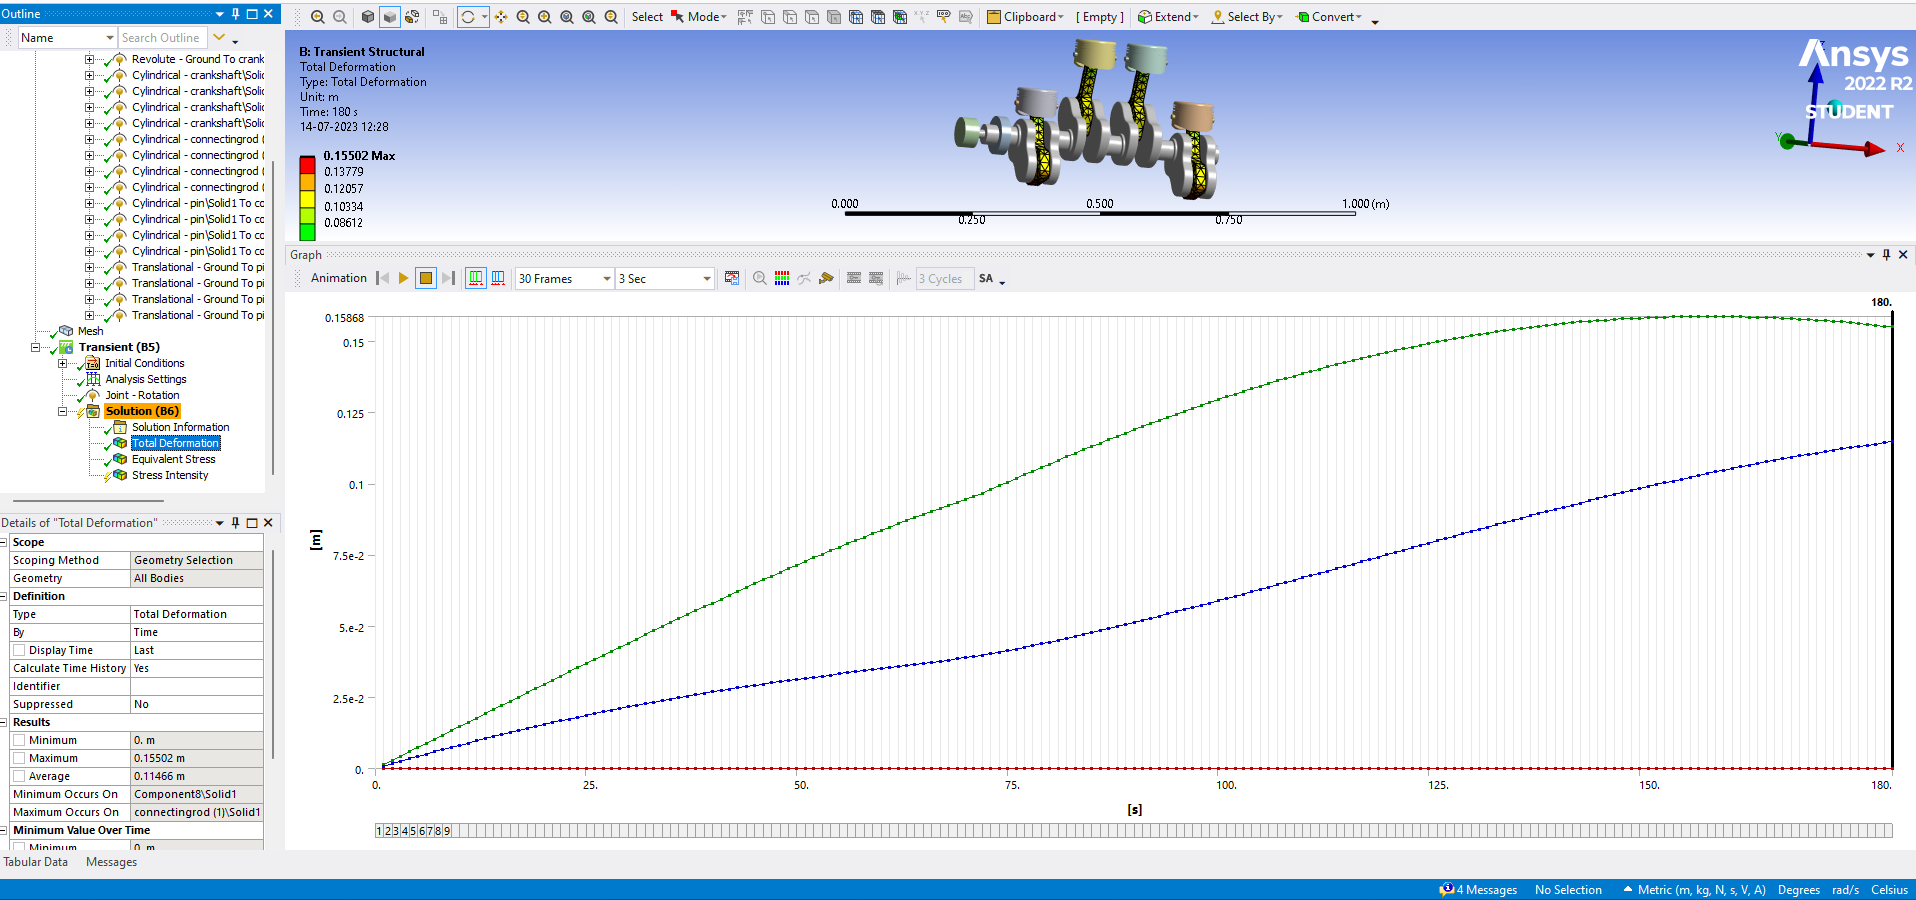 Outline
Name
Search Outline
Revolute - Ground To crank
Cylindrical - crankshaft\Solid
Cylindrical - crankshaft\Solid
Cylindrical - crankshaft\Solid
Cylindrical - crankshaft\Solid
Cylindrical - connectingrod (
Cylindrical - connectingrod (
Cylindrical - connectingrod (
Cylindrical - connectingrod (
Cylindrical - pin\Solid1 To co
Cylindrical - pin\Solid1 To co
Cylindrical - pin\Solid1 To co
Cylindrical - pin\Solid1 To co
Translational - Ground To pi
Translational - Ground To pi
Translational - Ground To pi
Translational - Ground To pi
Mesh
Transient (B5)
Initial Conditions
Analysis Settings
Joint - Rotation
Solution (B6)
Solution Information
Total Deformation
Equivalent Stress
Stress Intensity
Details of "Total Deformation"
Scope
Scoping Method Geometry Selection
Geometry All Bodies
Definition
Type Total Deformation
By Time
Display Time Last
Calculate Time History Yes
Identifier
Suppressed No
Results
Minimum 0. m
Maximum 0.15502 m
Average 0.11466 m
Minimum Occurs On Component8\Solid1
Maximum Occurs On connectingrod (1)\Solid1
Minimum Value Over Time
Minimum 0. m
Tabular Data Messages
Select Mode Clipboard [ Empty ] Extend Select By Convert
B: Transient Structural
Total Deformation
Type: Total Deformation
Unit: m
Time: 180 s
14-07-2023 12:28
0.15502 Max
0.13779
0.12057
0.10334
0.08612
0.000 0.500 1.000 (m)
0.250 0.750
Ansys
2022 R2
STUDENT
Z
Y
X
Graph
Animation 30 Frames 3 Sec 3 Cycles SA
180.
0.15868
0.15
0.125
0.1
7.5e-2
5.e-2
2.5e-2
0.
[m]
0. 25. 50. 75. 100. 125. 150. 180.
[s]
1 2 3 4 5 6 7 8 9
4 Messages No Selection Metric (m, kg, N, s, V, A) Degrees rad/s Celsius